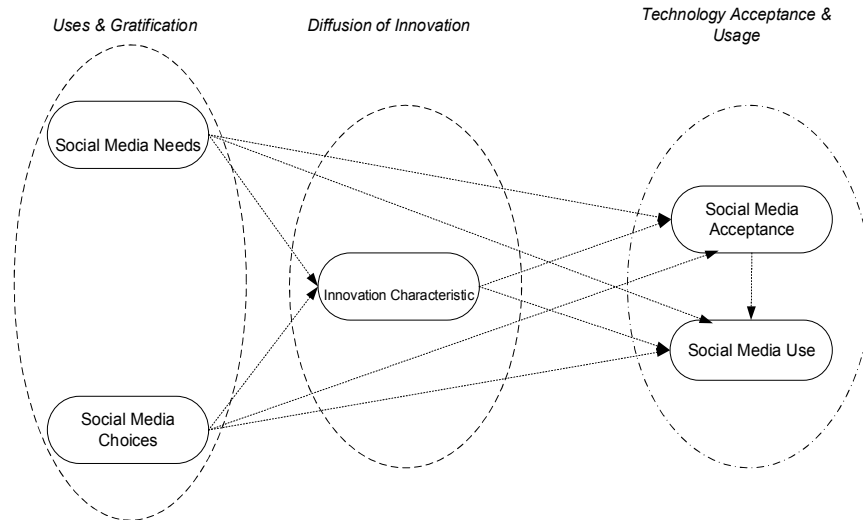 Uses & Gratification
Diffusion of Innovation
Technology Acceptance &
Usage
Social Media Needs
Social Media
Acceptance
Innovation Characteristic
Social Media Use
Social Media
Choices